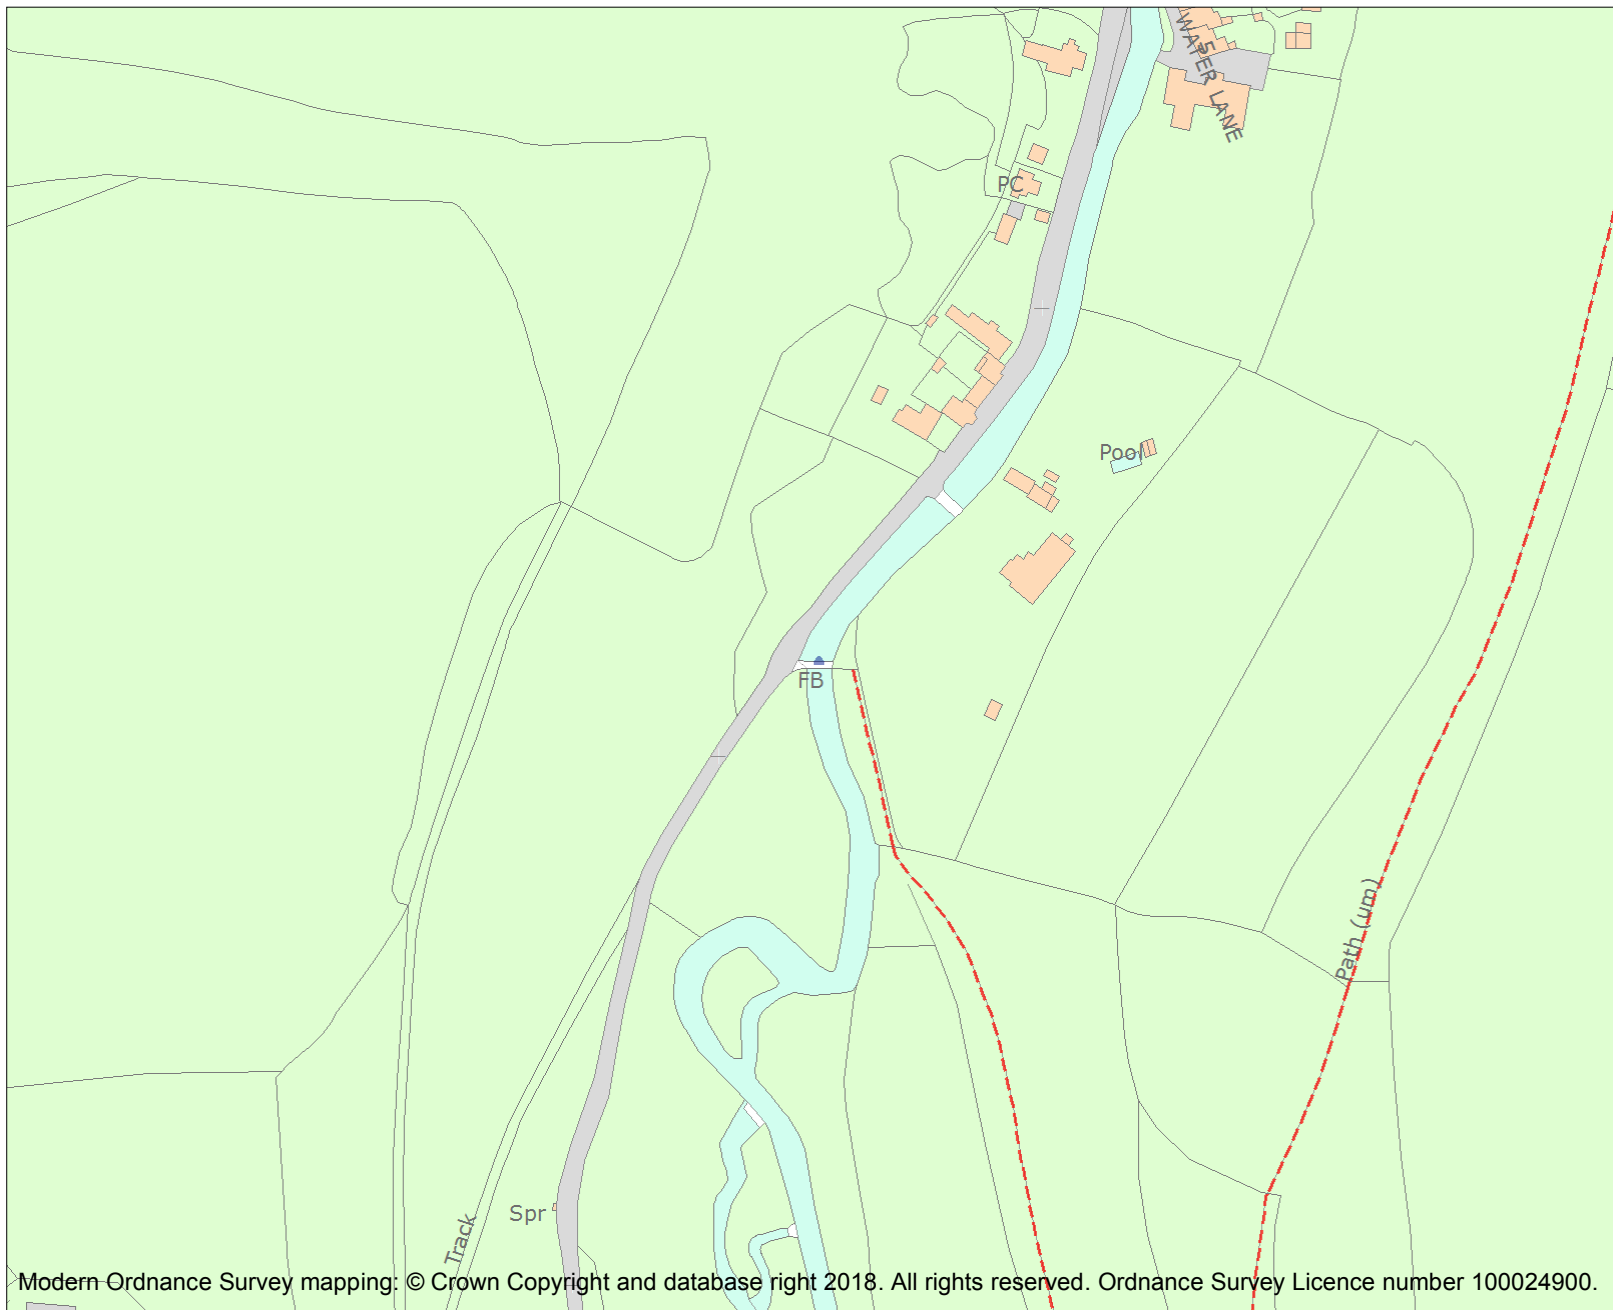 5
WATER LANE
PC
Pool
FB
Path (um)
Spr
Track
Modern Ordnance Survey mapping: © Crown Copyright and database right 2018. All rights reserved. Ordnance Survey Licence number 100024900.